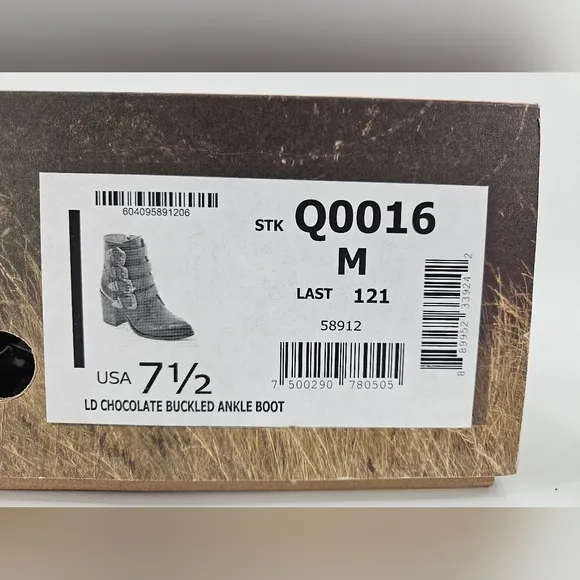 604095891206
STK Q0016
M
LAST 121
58912
7 500290 780505
8 89952 33924 2
USA 7½
LD CHOCOLATE BUCKLED ANKLE BOOT